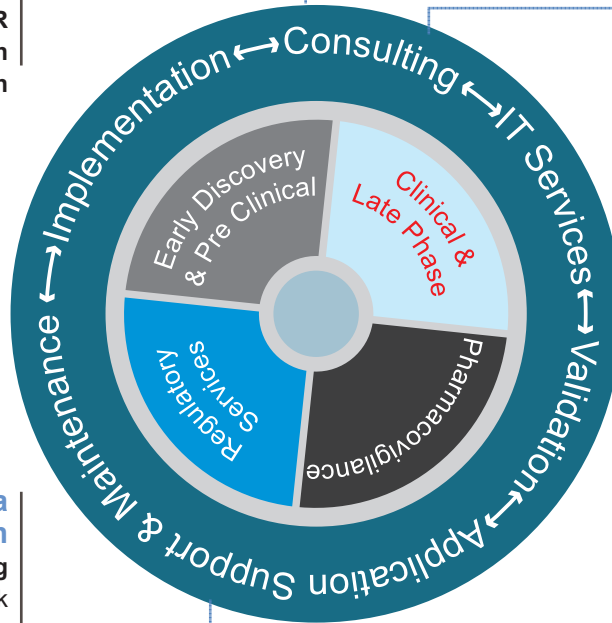 R
n
n
Implementation
Consulting
IT Services
Validation
Application Support & Maintenance
Early Discovery
& Pre Clinical
Clinical &
Late Phase
Pharmacovigilance
Regulatory
Services
a
n
g
k